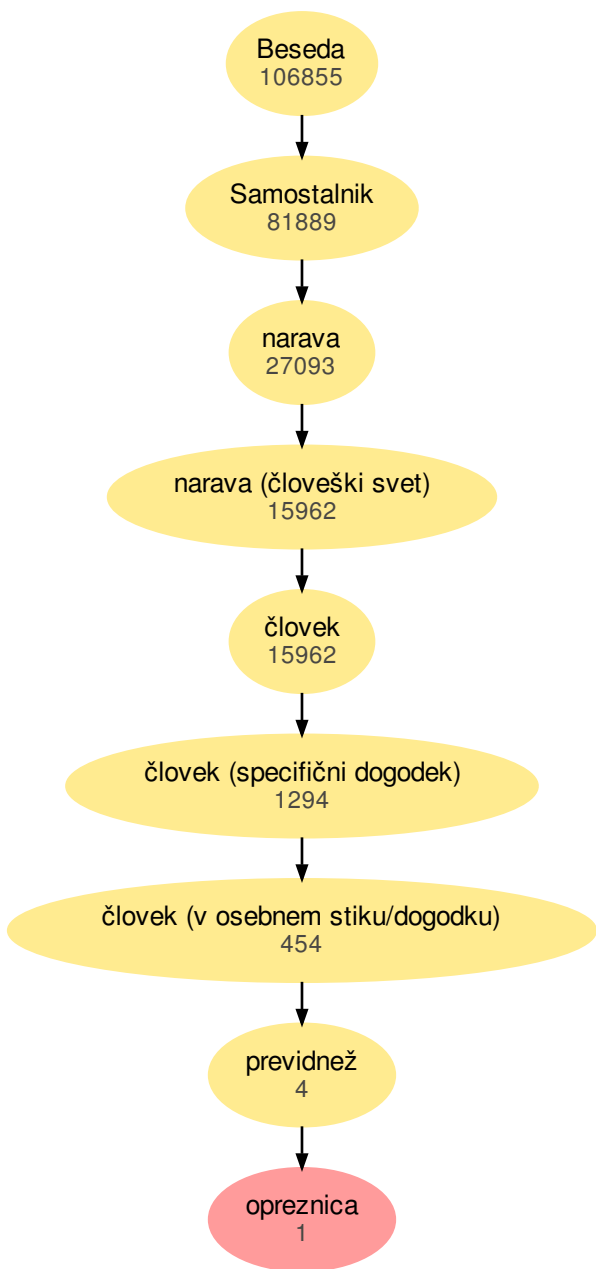 Beseda
106855
Samostalnik
81889
narava
27093
narava (človeški svet)
15962
človek
15962
človek (specifični dogodek)
1294
človek (v osebnem stiku/dogodku)
454
previdnež
4
opreznica
1